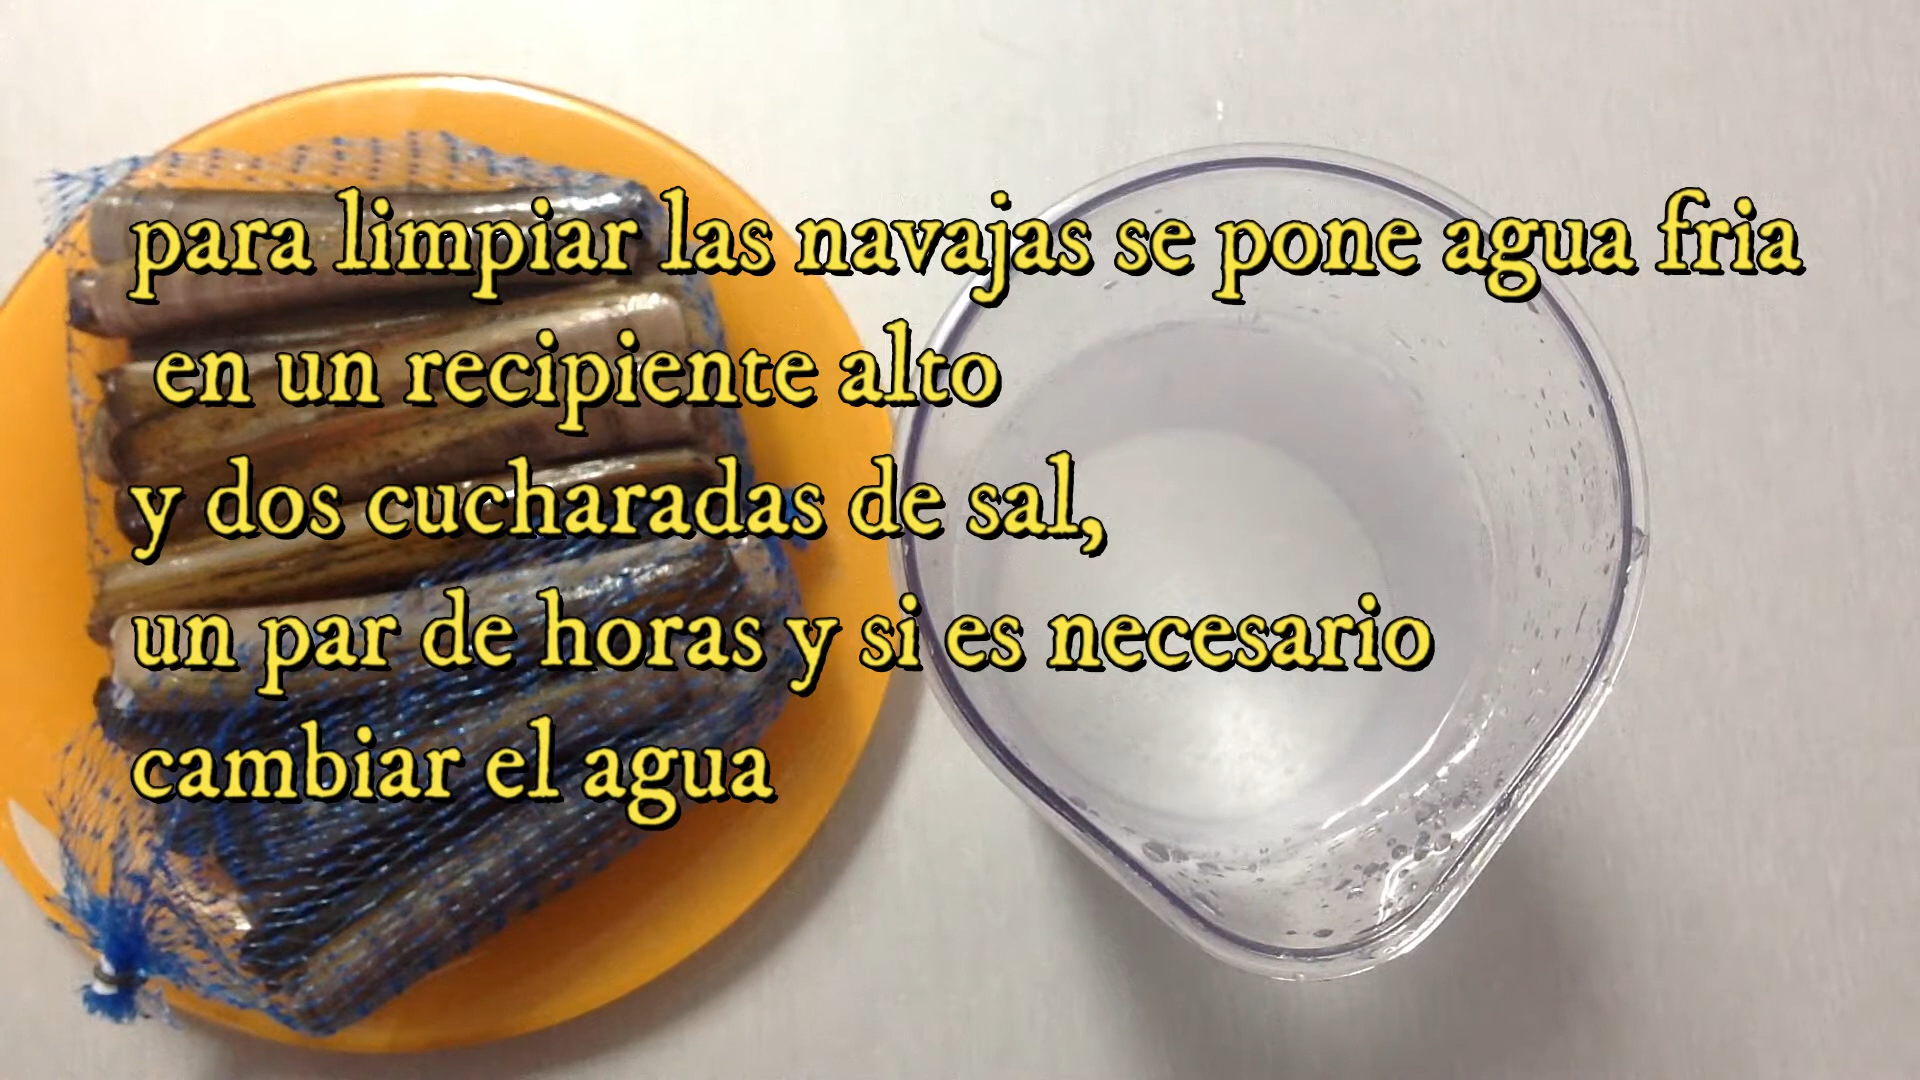 para limpiar las navajas se pone agua fria
en un recipiente alto
y dos cucharadas de sal,
un par de horas y si es necesario
cambiar el agua